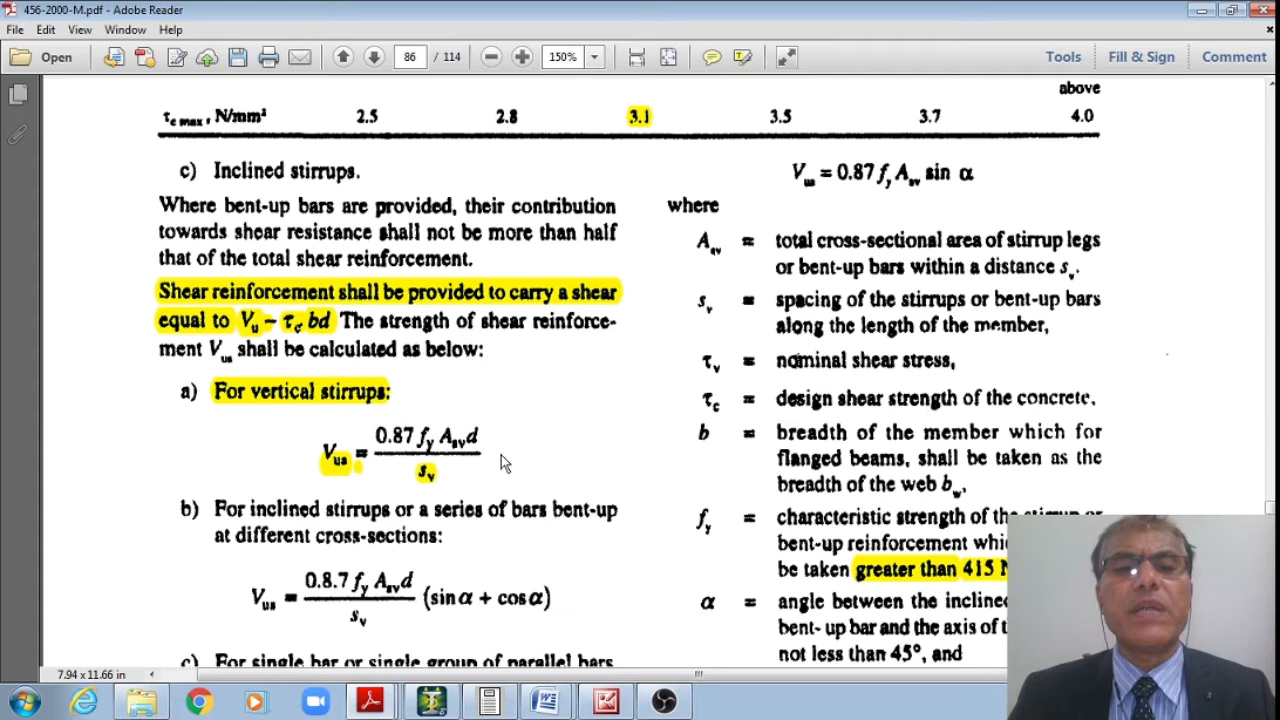 456-2000-M.pdf - Adobe Reader
File Edit View Window Help
Open 86 / 114 150% Tools Fill & Sign Comment
above
τc max, N/mm² 2.5 2.8 3.1 3.5 3.7 4.0
c) Inclined stirrups.
Where bent-up bars are provided, their contribution
towards shear resistance shall not be more than half
that of the total shear reinforcement.
Shear reinforcement shall be provided to carry a shear
equal to Vu – τc bd The strength of shear reinforce-
ment Vus shall be calculated as below:
a) For vertical stirrups:
Vus = 0.87 fy Asv d / sv
b) For inclined stirrups or a series of bars bent-up
at different cross-sections:
Vus = 0.8.7 fy Asv d / sv (sinα + cosα)
c) For single bar or single group of parallel bars
Vus = 0.87 fy Asv sin α
where
Asv = total cross-sectional area of stirrup legs
or bent-up bars within a distance sv.
sv = spacing of the stirrups or bent-up bars
along the length of the member,
τv = nominal shear stress,
τc = design shear strength of the concrete,
b = breadth of the member which for
flanged beams, shall be taken as the
breadth of the web bw,
fy = characteristic strength of the stirrup or
bent-up reinforcement
be taken greater than 415 N
α = angle between the inclined
bent- up bar and the axis of
not less than 45°, and
7.94 x 11.66 in